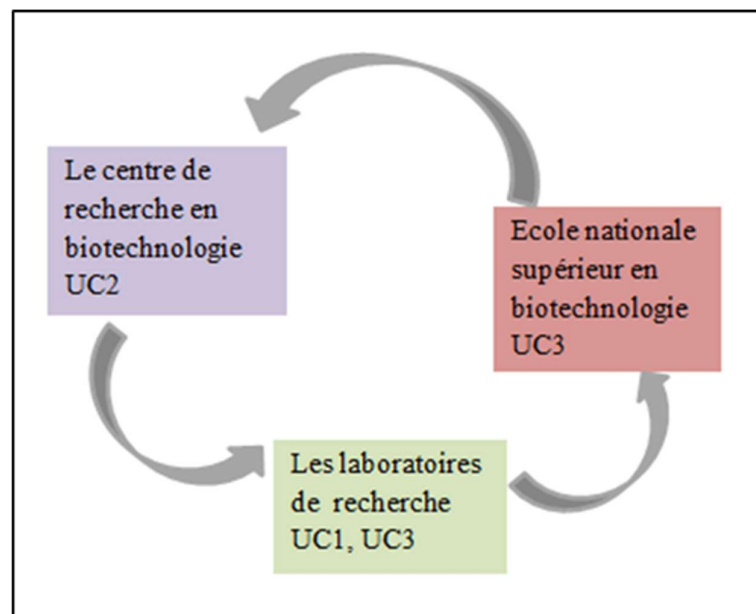 Le centre de
recherche en
biotechnologie
UC2
Ecole nationale
supérieur en
biotechnologie
UC3
Les laboratoires
de recherche
UC1, UC3